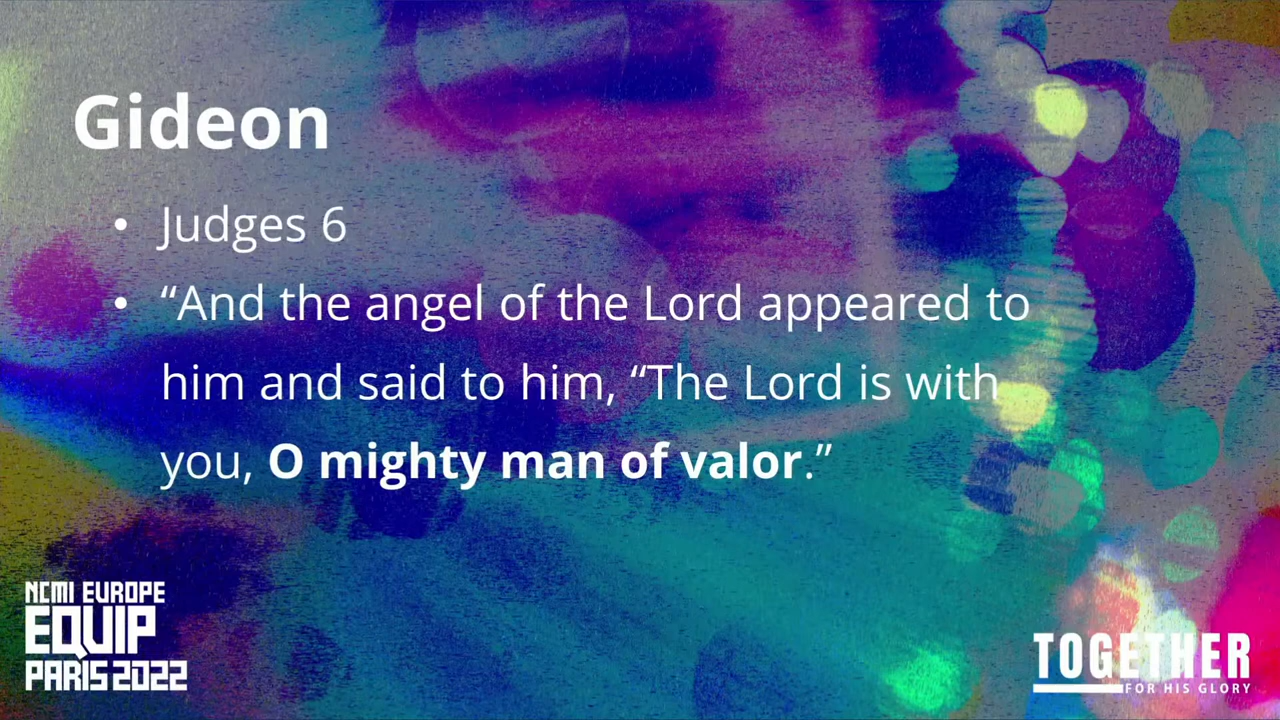 Gideon
• Judges 6
• “And the angel of the Lord appeared to
him and said to him, “The Lord is with
you, O mighty man of valor.”
NCMI EUROPE
EQUIP
PARIS 2022
TOGETHER
FOR HIS GLORY